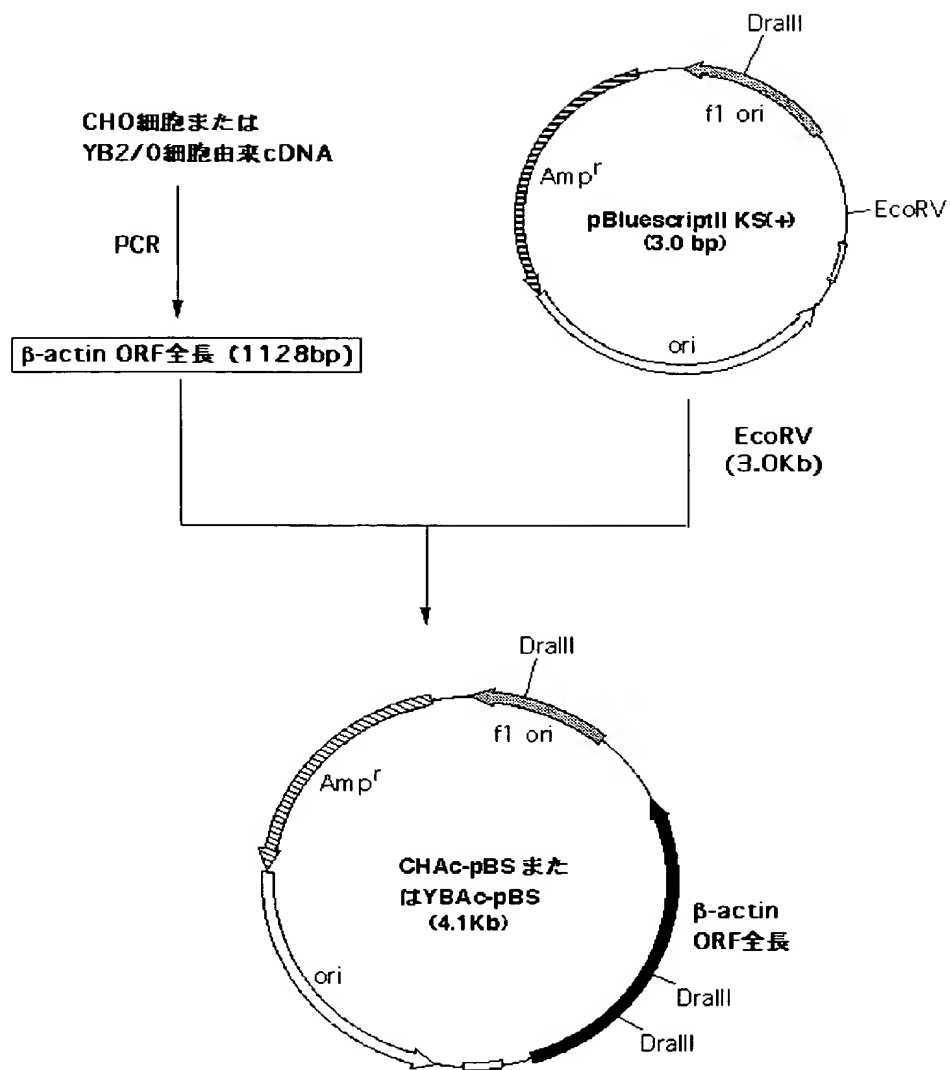 DraIII
f1 ori
CHO細胞または
YB2/0細胞由来cDNA
Ampʳ
EcoRV
pBluescriptII KS(+)
(3.0 bp)
PCR
β-actin ORF全長 (1128bp)
ori
EcoRV
(3.0Kb)
DraIII
f1 ori
Ampʳ
CHAc-pBS また
はYBAc-pBS
(4.1Kb)
β-actin
ORF全長
ori
DraIII
DraIII